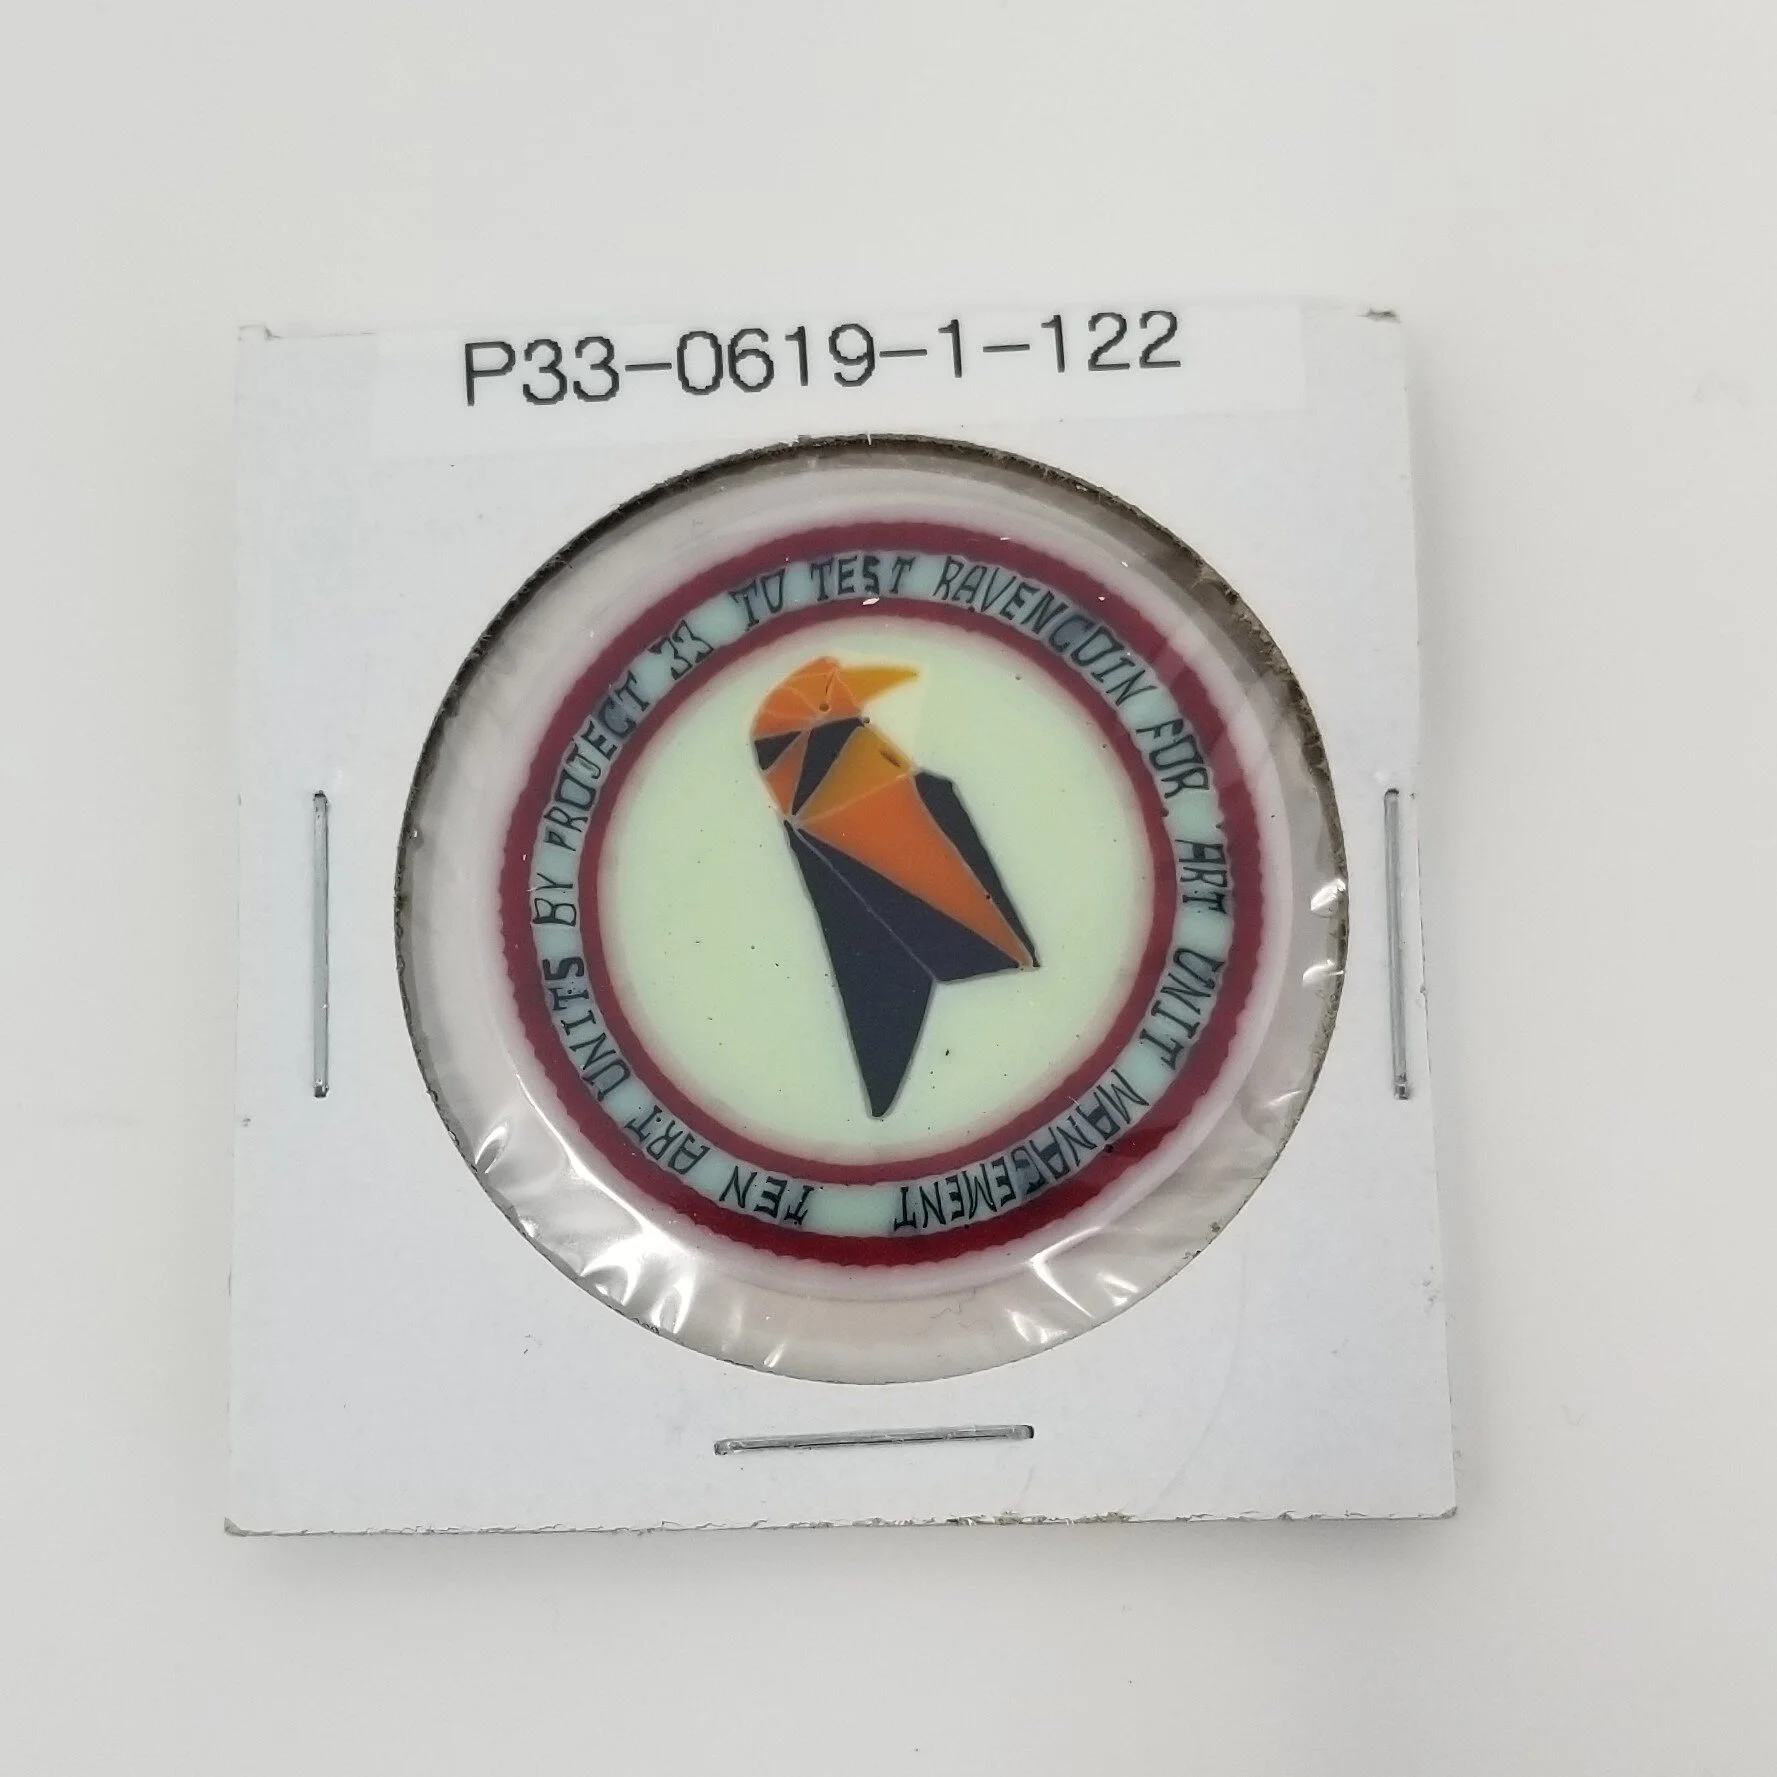 P33-0619-1-122
TEN ART UNITS BY PROJECT 33 TO TEST RAVENCOIN FOR ART UNIT MANAGEMENT